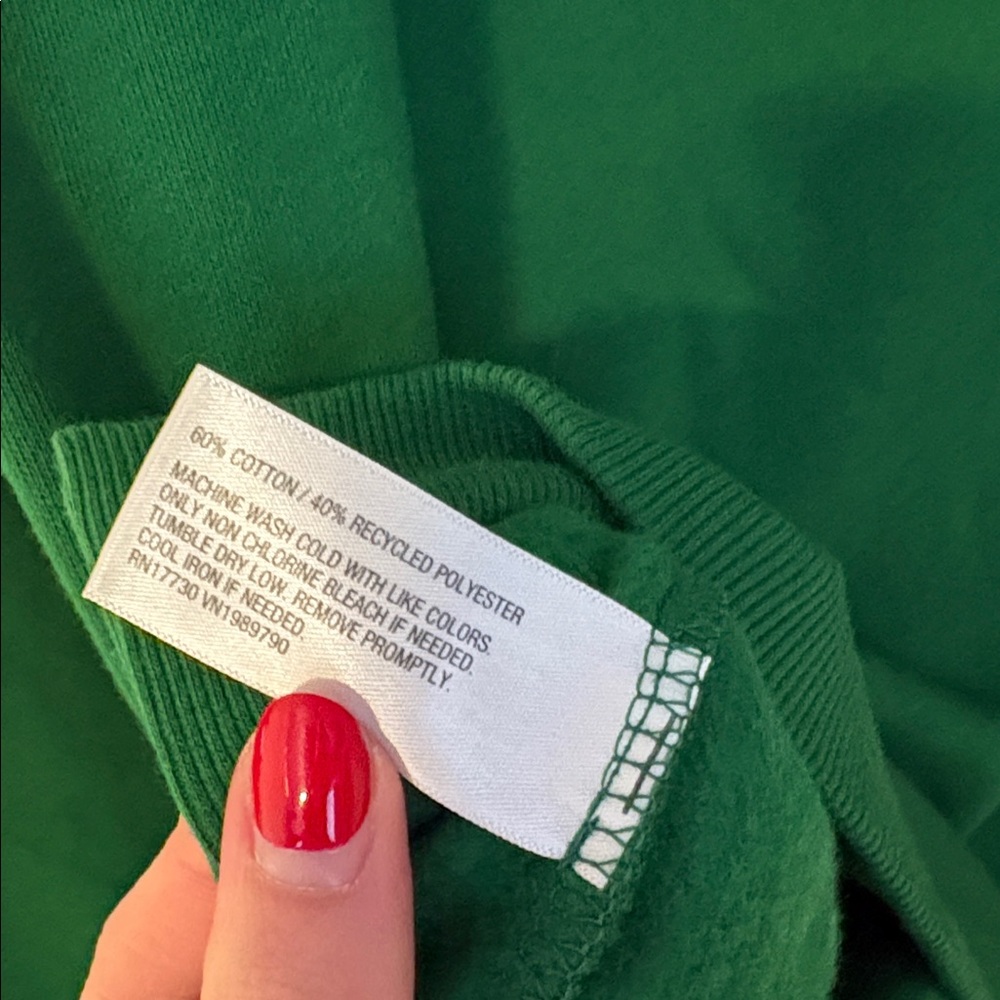 60% COTTON / 40% RECYCLED POLYESTER
MACHINE WASH COLD WITH LIKE COLORS.
ONLY NON CHLORINE BLEACH IF NEEDED.
TUMBLE DRY LOW. REMOVE PROMPTLY.
COOL IRON IF NEEDED.
RN17730 VN1989790